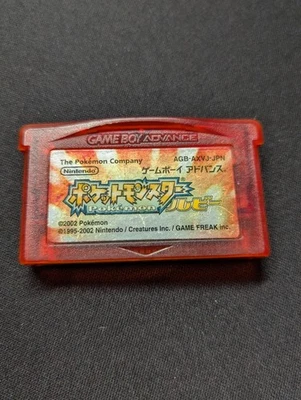 GAME BOY ADVANCE
The Pokémon Company AGB-AXVJ-JPN
Nintendo ゲームボーイ アドバンス
ポケットモンスター
Pokémon ルビー
©2002 Pokémon
©1995-2002 Nintendo / Creatures Inc. / GAME FREAK inc.